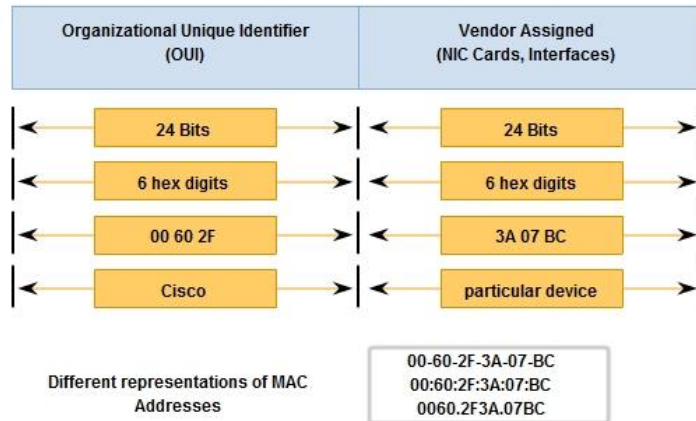 Organizational Unique Identifier
(OUI)
Vendor Assigned
(NIC Cards, Interfaces)
24 Bits
24 Bits
6 hex digits
6 hex digits
00 60 2F
3A 07 BC
Cisco
particular device
Different representations of MAC
Addresses
00-60-2F-3A-07-BC
00:60:2F:3A:07:BC
0060.2F3A.07BC